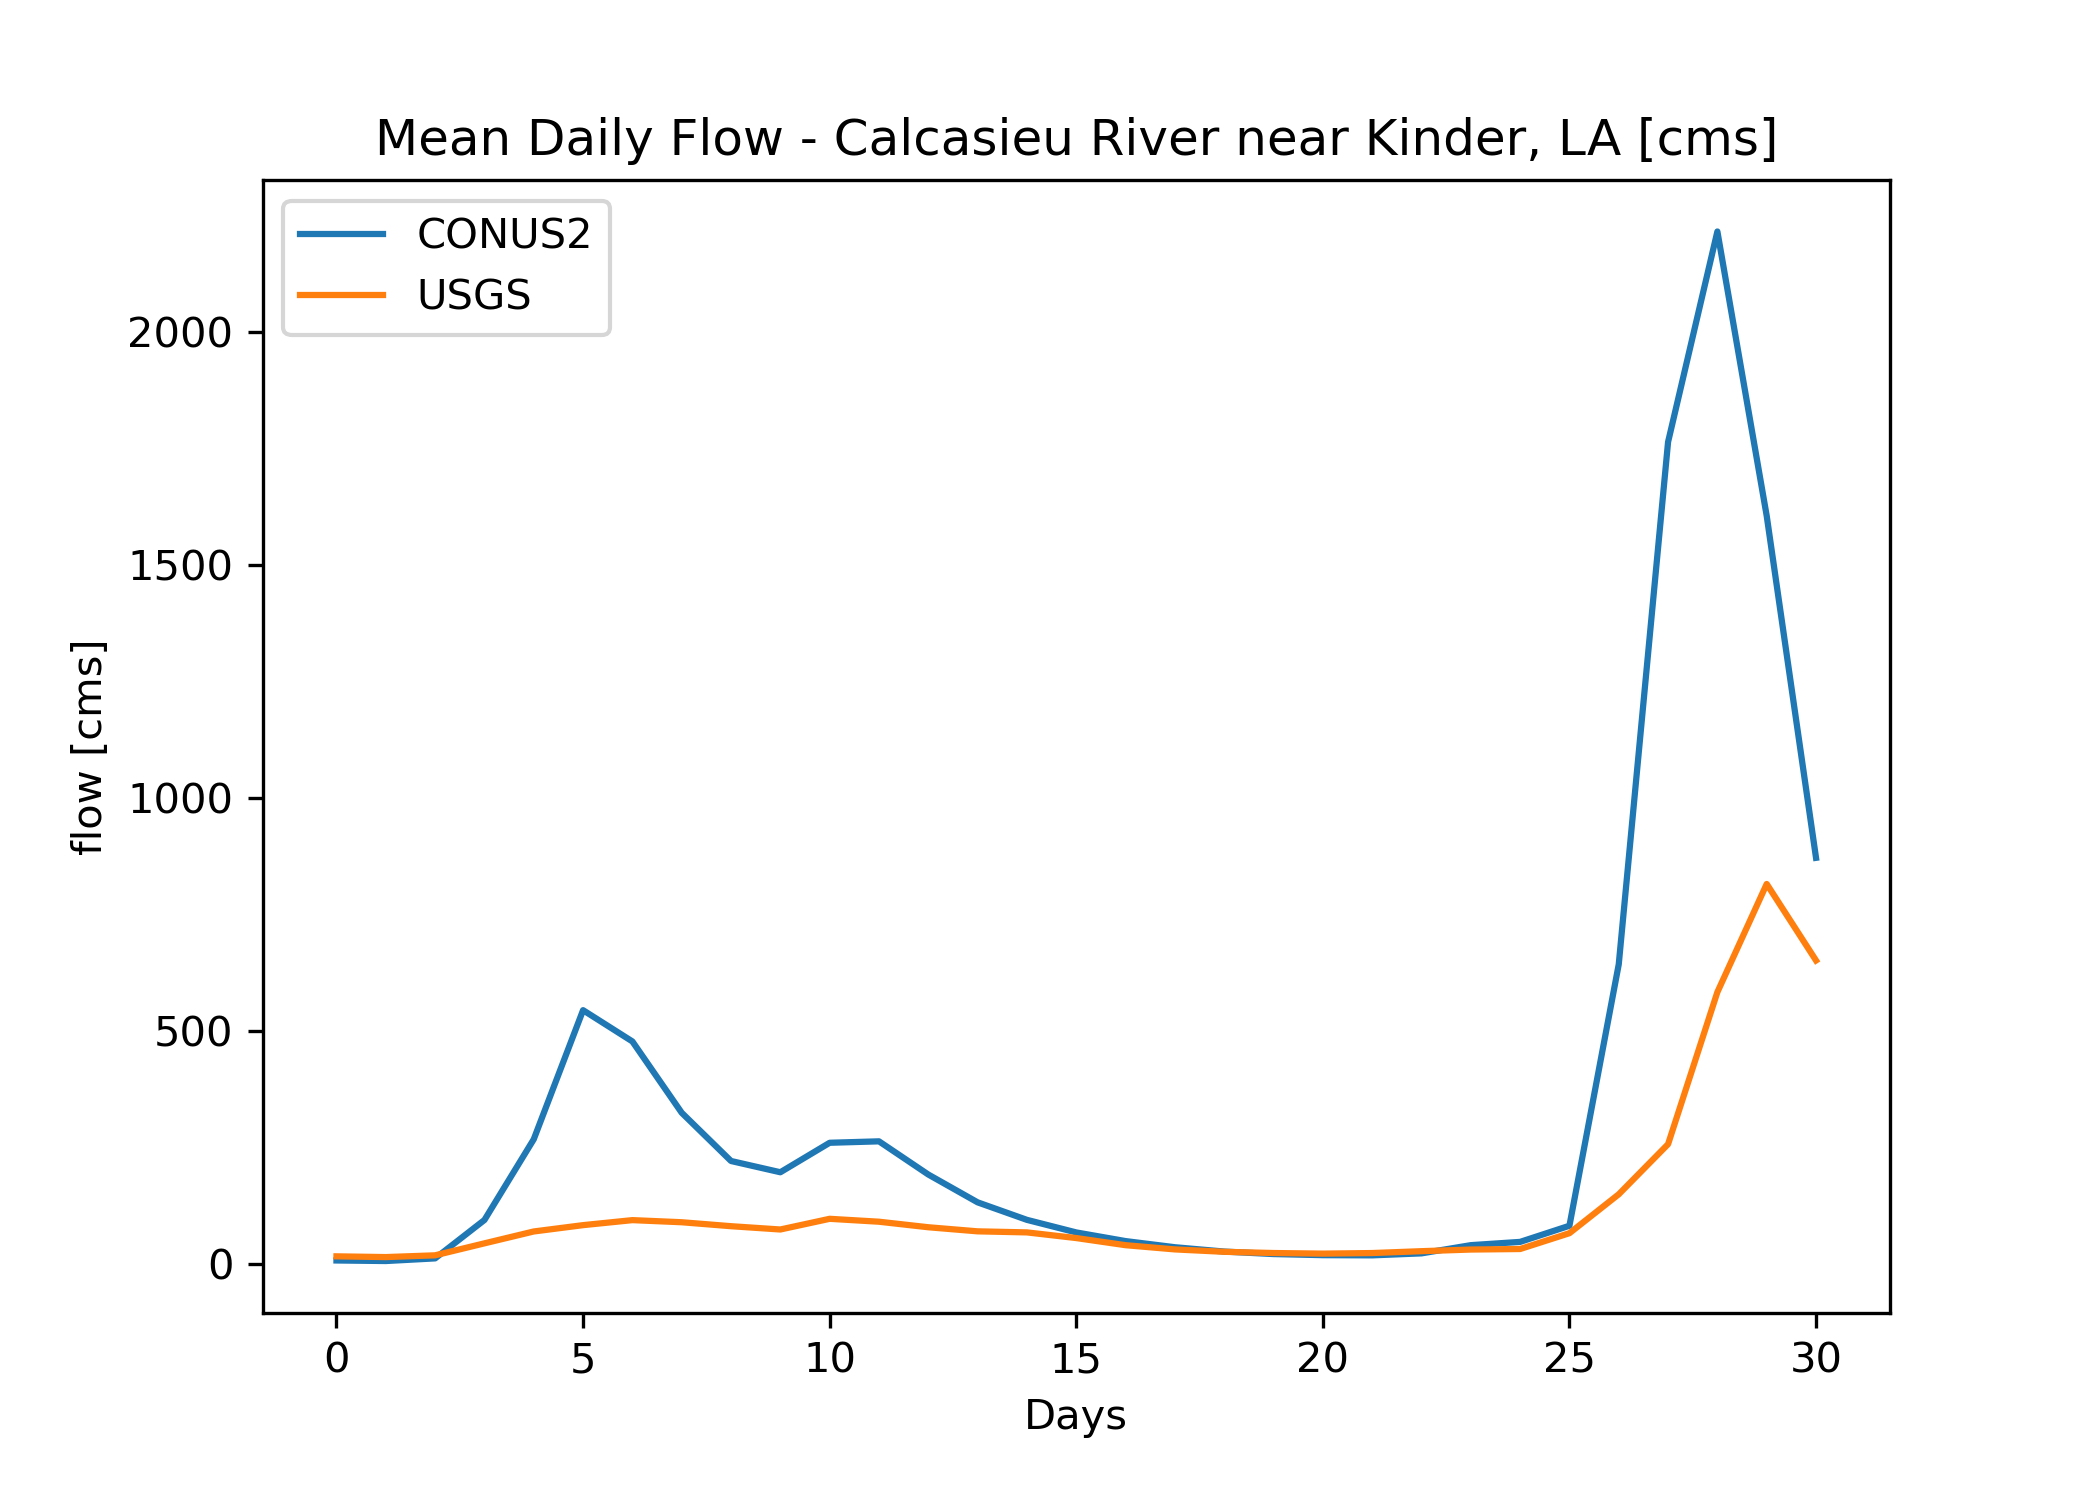 Mean Daily Flow - Calcasieu River near Kinder, LA [cms]
CONUS2
USGS
flow [cms]
2000
1500
1000
500
0
0 5 10 15 20 25 30
Days